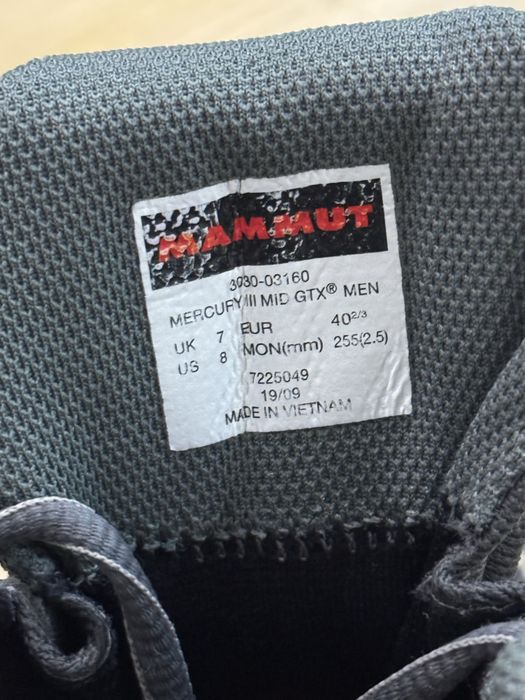 MAMMUT
3030-03160
MERCURY III MID GTX® MEN
UK 7 EUR 40 2/3
US 8 MON(mm) 255(2.5)
7225049
19/09
MADE IN VIETNAM